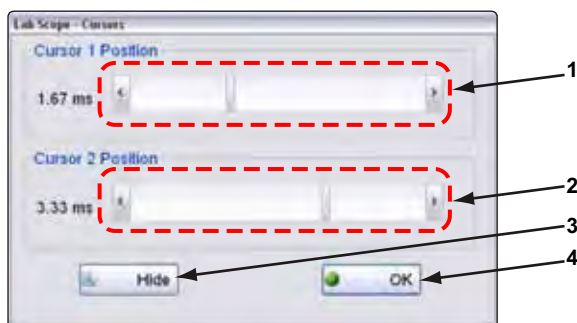 Lab Scope - Cursors
Cursor 1 Position
1
1.67 ms
Cursor 2 Position
2
3.33 ms
3
Hide
OK
4